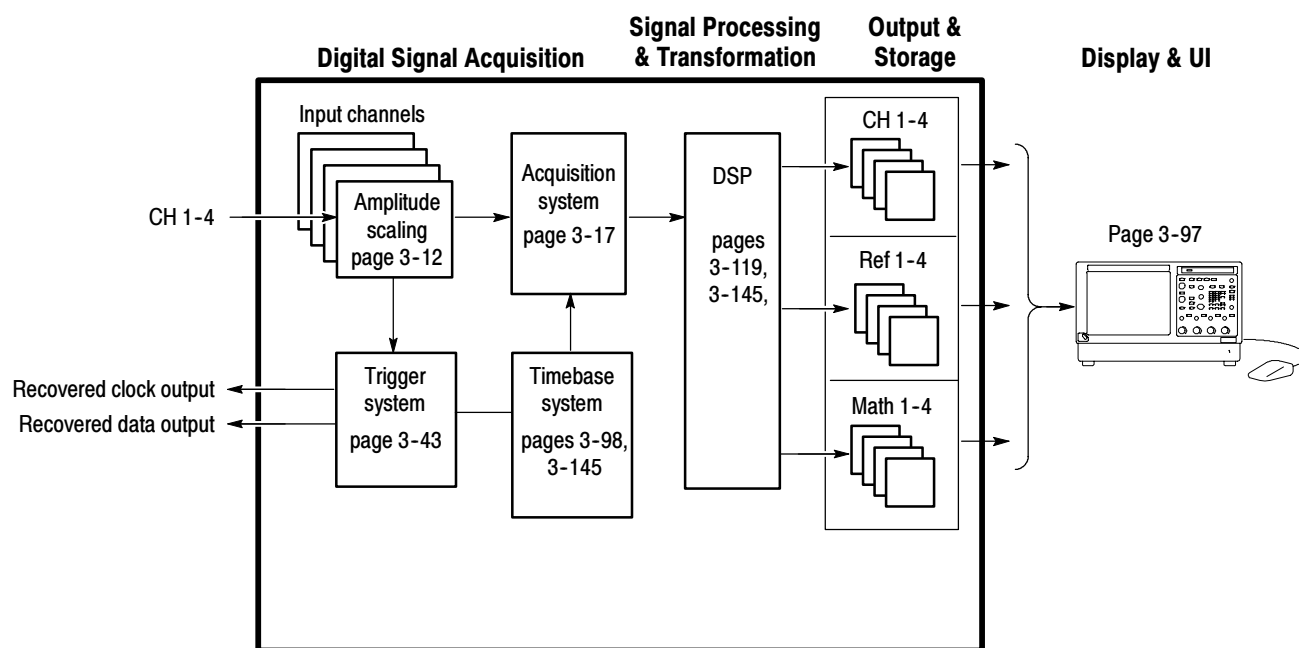 Digital Signal Acquisition
Signal Processing
& Transformation
Output &
Storage
Display & UI
Input channels
CH 1-4
Amplitude
scaling
page 3-12
Acquisition
system
page 3-17
DSP
pages
3-119,
3-145,
CH 1-4
Ref 1-4
Math 1-4
Page 3-97
Recovered clock output
Recovered data output
Trigger
system
page 3-43
Timebase
system
pages 3-98,
3-145